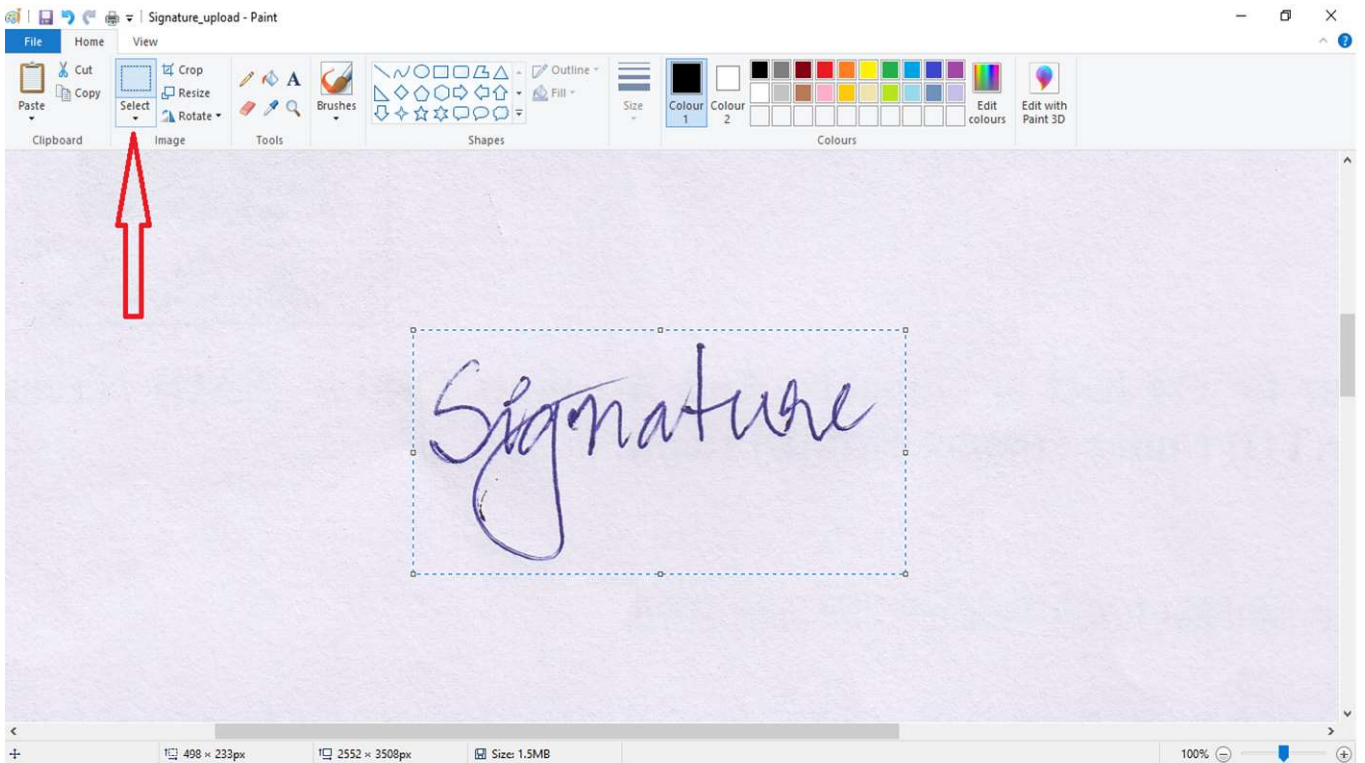 Signature_upload - Paint
File Home View
Paste
Cut
Copy
Clipboard
Select
Crop
Resize
Rotate
Image
A
Tools
Brushes
Outline
Fill
Shapes
Size
Colour 1
Colour 2
Edit colours
Colours
Edit with Paint 3D
Signature
498 × 233px 2552 × 3508px Size: 1.5MB 100%